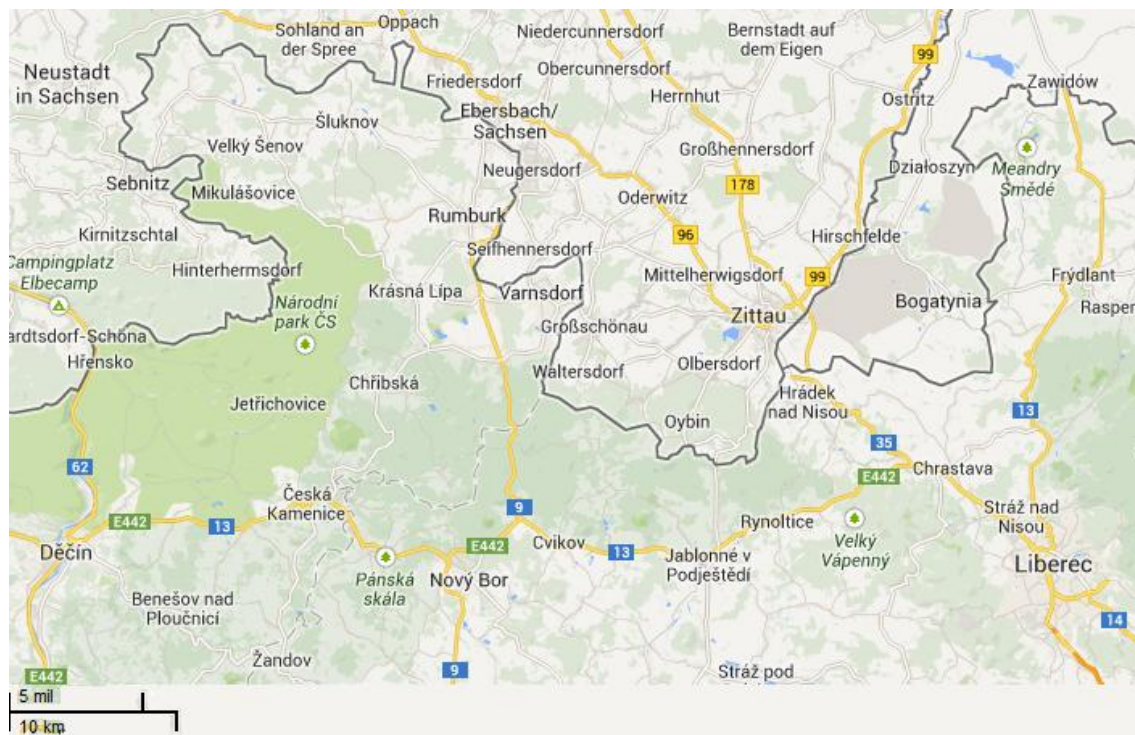 Sohland an
der Spree
Oppach
Niedercunnersdorf
Bernstadt auf
dem Eigen
99
Neustadt
in Sachsen
Friedersdorf
Obercunnersdorf
Herrnhut
Ostritz
Zawidów
Ebersbach/
Sachsen
Šluknov
Velký Šenov
Großhennersdorf
Działoszyn
Meandry
Smědé
Neugersdorf
Sebnitz
Mikulášovice
Oderwitz
178
Rumburk
Kirnitzschtal
96
Hirschfelde
Seifhennersdorf
Campingplatz
Elbecamp
Hinterhermsdorf
Mittelherwigsdorf
99
Frýdlant
Krásná Lípa
Varnsdorf
Bogatynia
Raspen
Národní
park ČS
Zittau
Großschönau
ardtsdorf-Schöna
Hřensko
Olbersdorf
Waltersdorf
Chřibská
Hrádek
nad Nisou
Jetřichovice
13
Oybin
35
62
Chrastava
E442
Česká
Kamenice
9
Stráž nad
Nisou
E442
13
Rynoltice
Velký
Vápenný
Děčín
E442
Cvikov
13
Jablonné v
Podještědí
Liberec
Pánská
skála
Nový Bor
Benešov nad
Ploučnicí
14
Žandov
9
Stráž pod
E442
5 mil
10 km